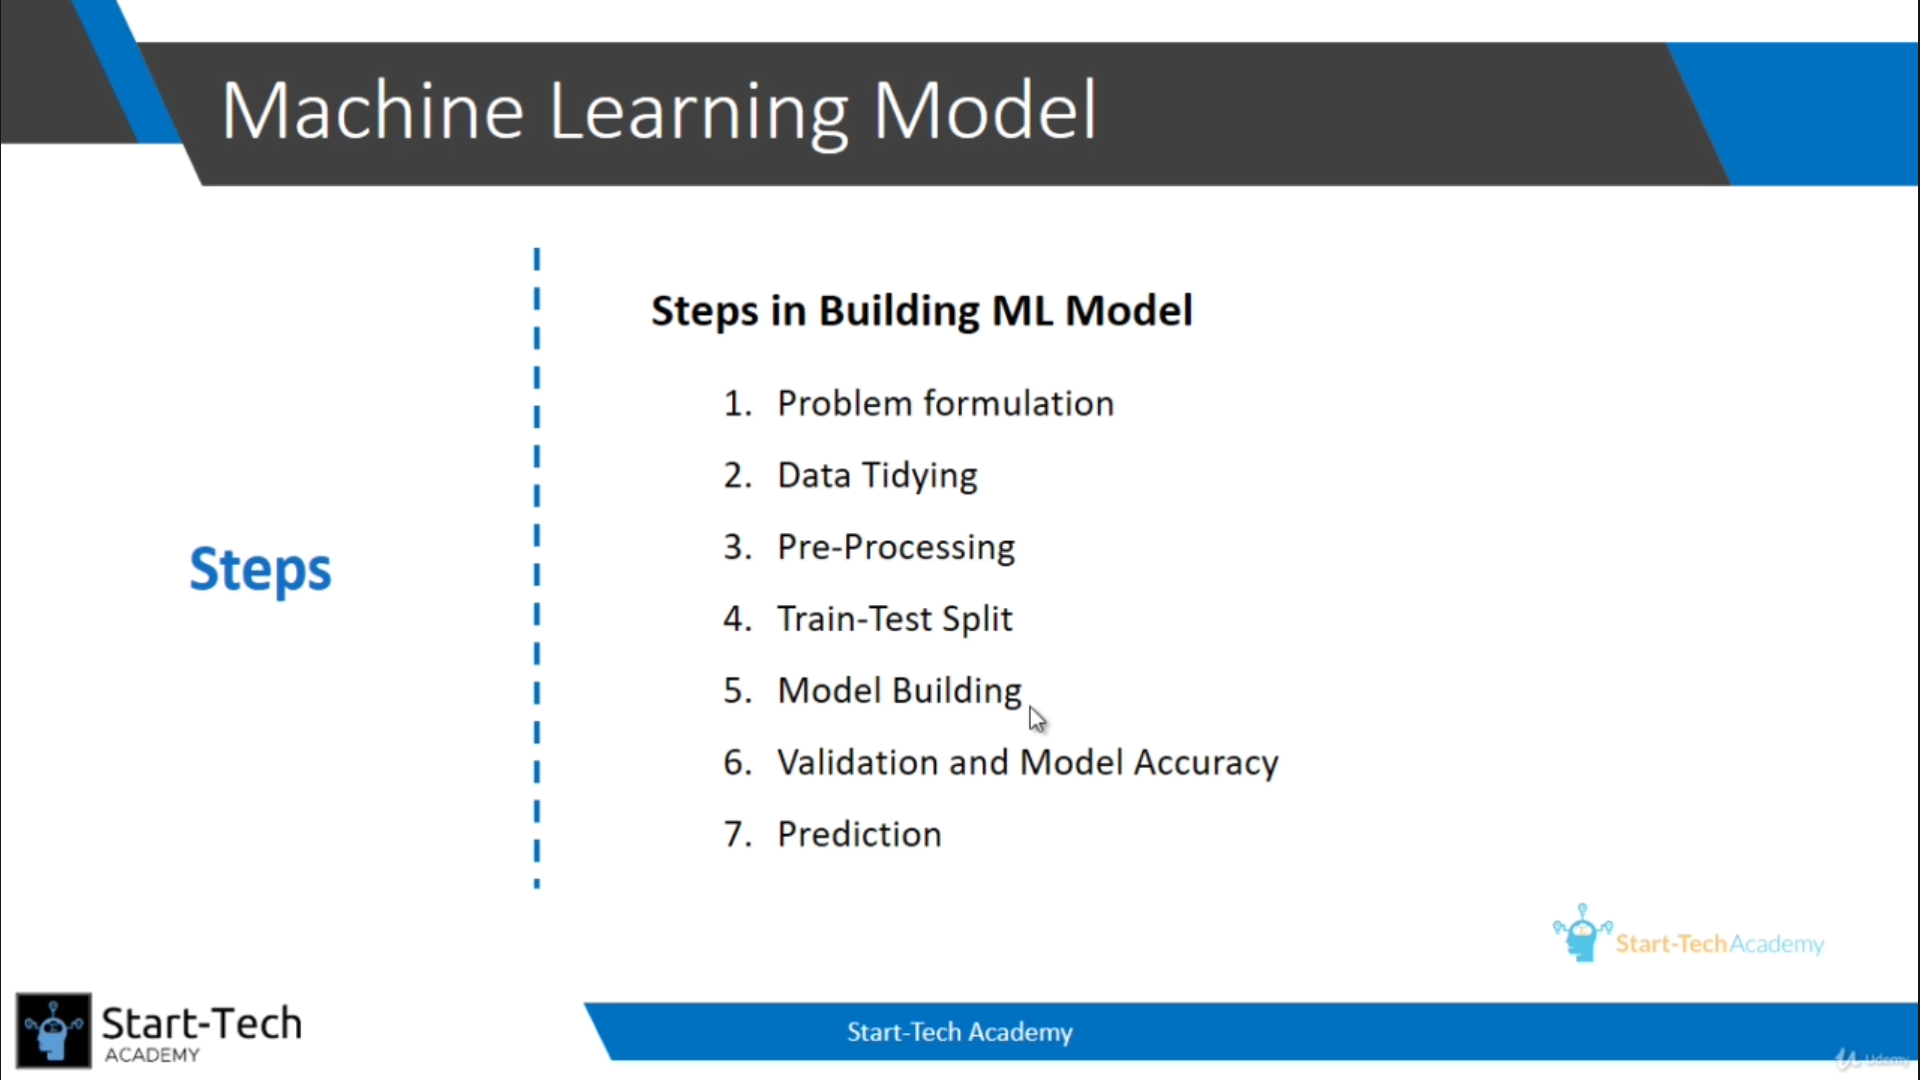 Machine Learning Model
Steps
Steps in Building ML Model
1. Problem formulation
2. Data Tidying
3. Pre-Processing
4. Train-Test Split
5. Model Building
6. Validation and Model Accuracy
7. Prediction
Start-TechAcademy
Start-Tech
ACADEMY
Start-Tech Academy
Udemy